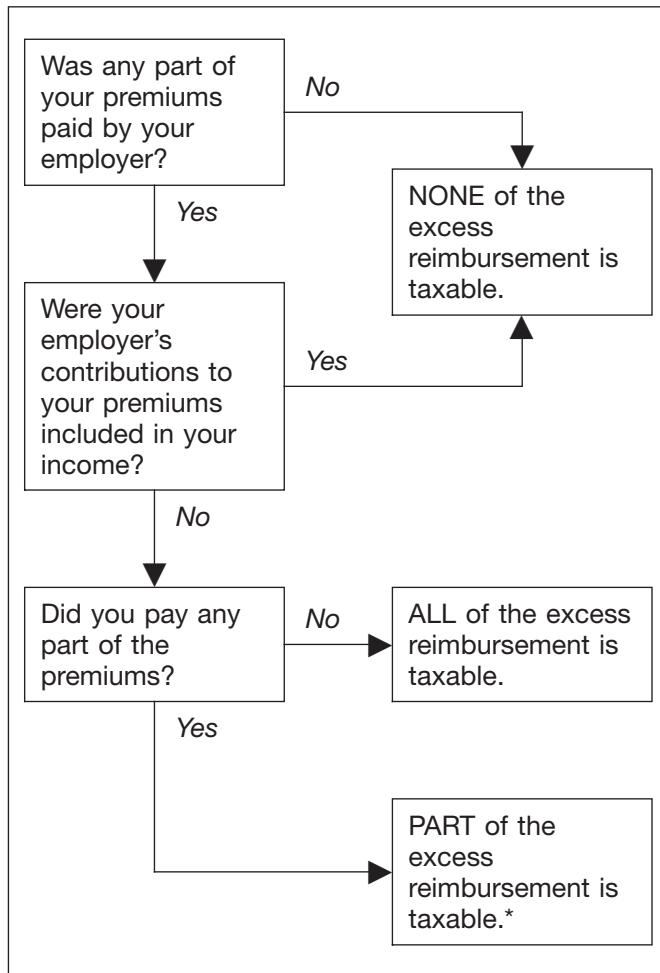 Was any part of
your premiums
paid by your
employer?
No
Yes
NONE of the
excess
reimbursement is
taxable.
Were your
employer’s
contributions to
your premiums
included in your
income?
Yes
No
Did you pay any
part of the
premiums?
No
ALL of the excess
reimbursement is
taxable.
Yes
PART of the
excess
reimbursement is
taxable.*